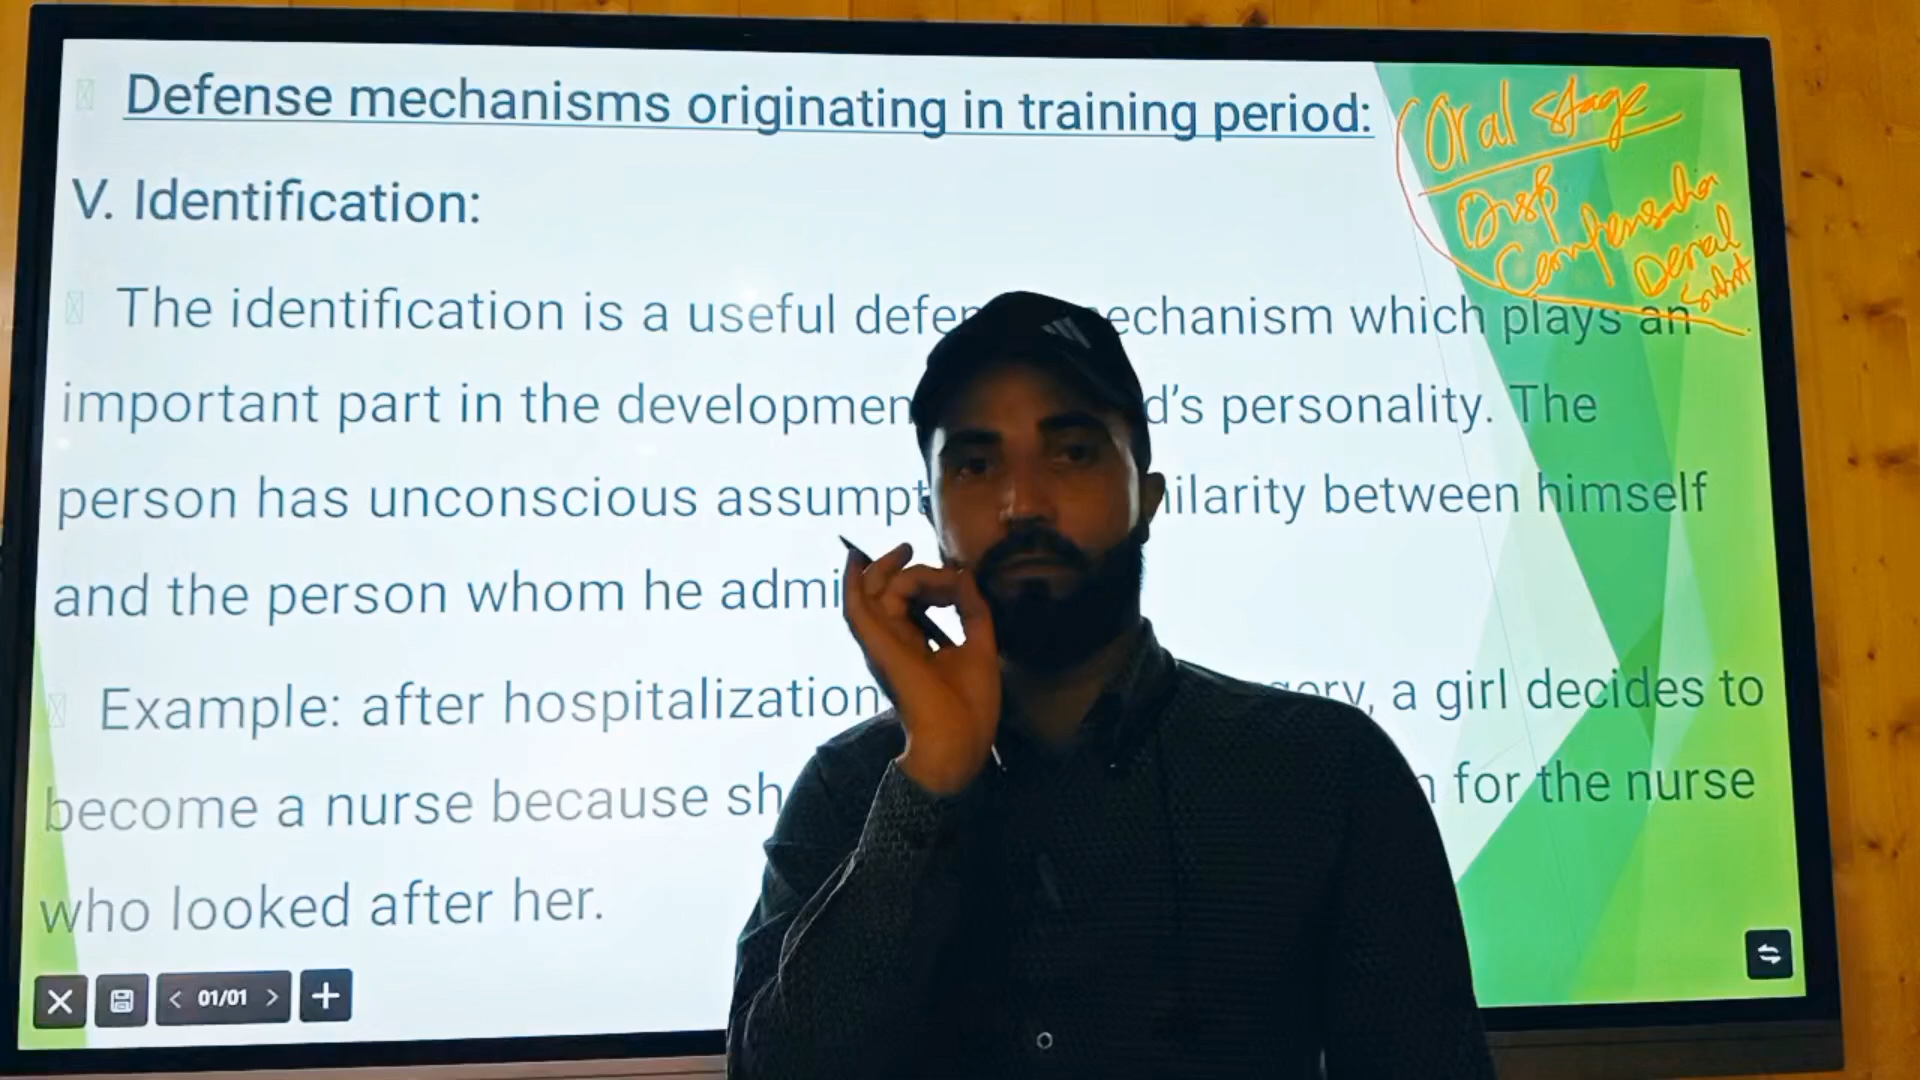 Defense mechanisms originating in training period:
V. Identification:
The identification is a useful defen echanism which plays an
important part in the developmen d's personality. The
person has unconscious assumpt ilarity between himself
and the person whom he admi
Example: after hospitalization gery, a girl decides to
become a nurse because sh for the nurse
who looked after her.
Oral stage
Disp
Compensation
Denial
Subst
01/01